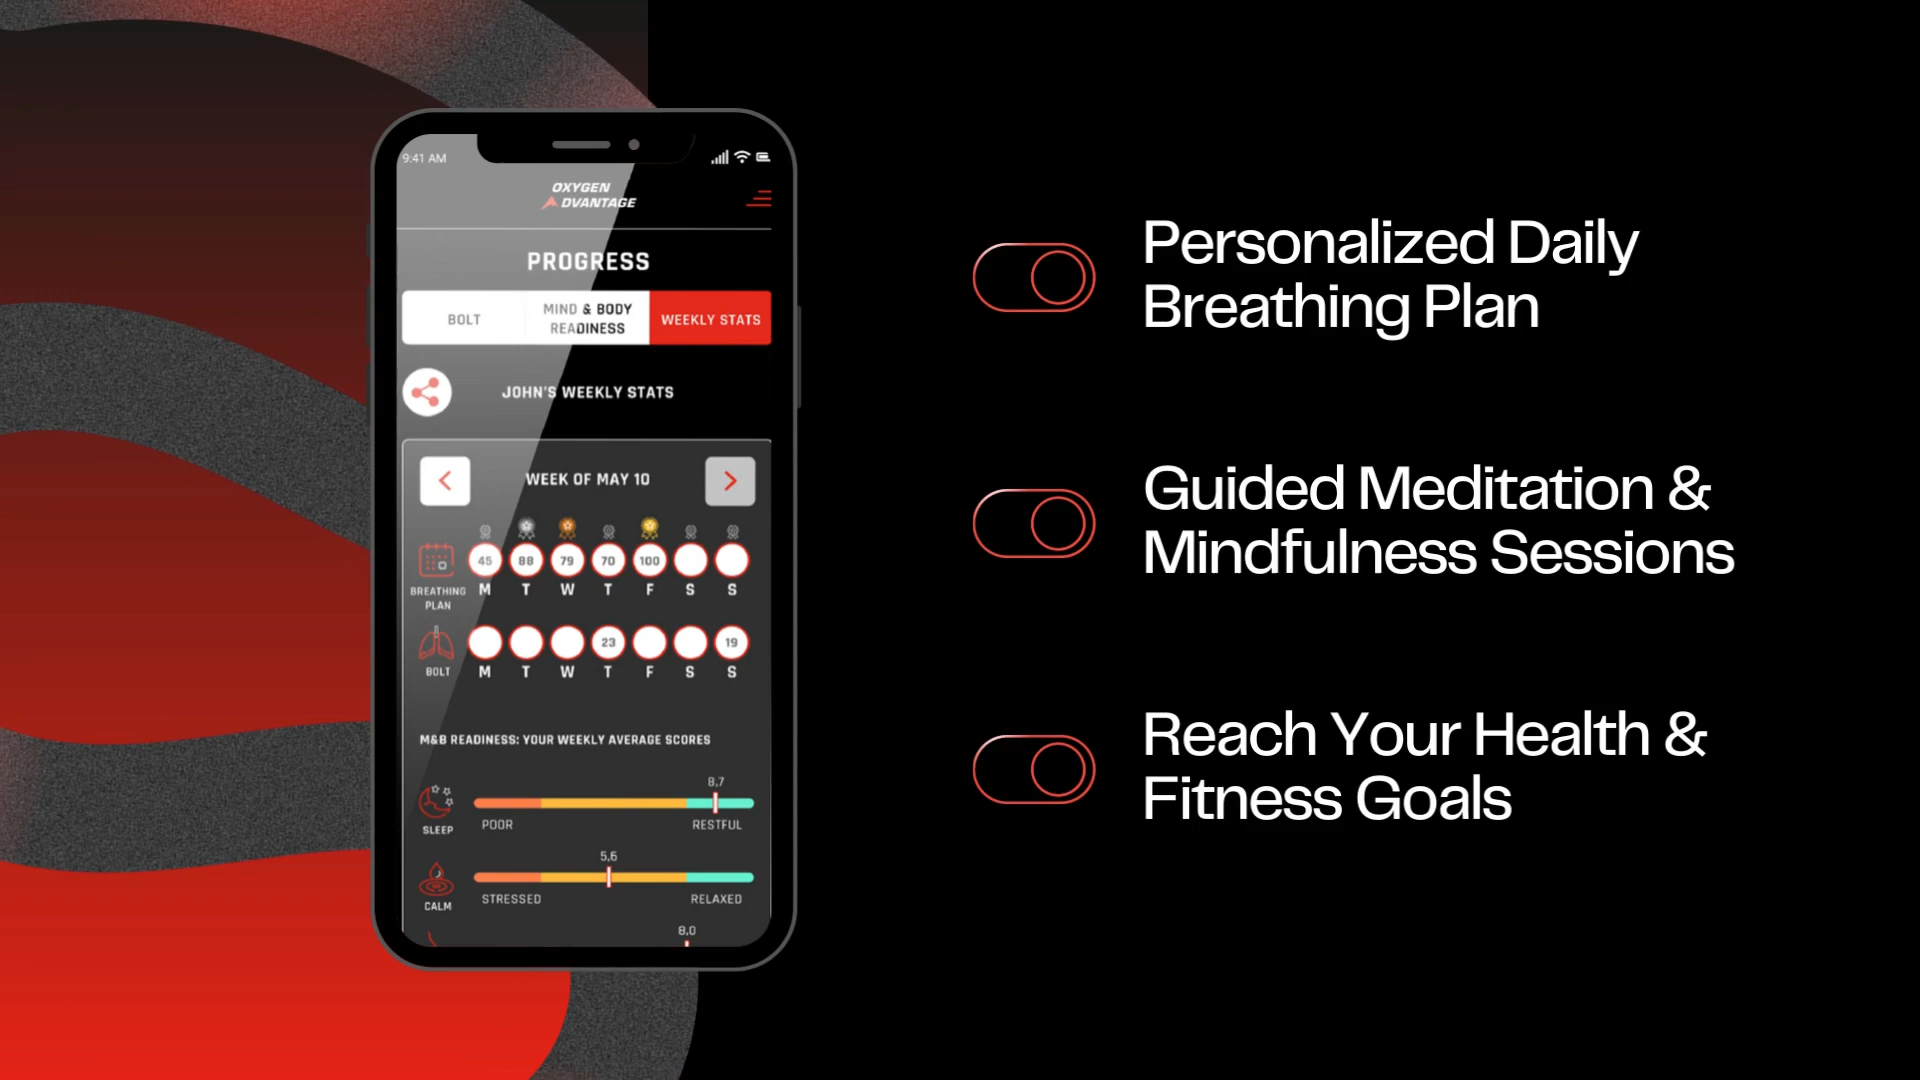 9:41 AM
OXYGEN
ADVANTAGE
PROGRESS
BOLT
MIND & BODY
READINESS
WEEKLY STATS
JOHN'S WEEKLY STATS
WEEK OF MAY 10
45 88 79 70 100
BREATHING
PLAN
M T W T F S S
23 19
BOLT
M T W T F S S
M&B READINESS: YOUR WEEKLY AVERAGE SCORES
8,7
SLEEP
POOR RESTFUL
5,6
CALM
STRESSED RELAXED
8,0
Personalized Daily
Breathing Plan
Guided Meditation &
Mindfulness Sessions
Reach Your Health &
Fitness Goals